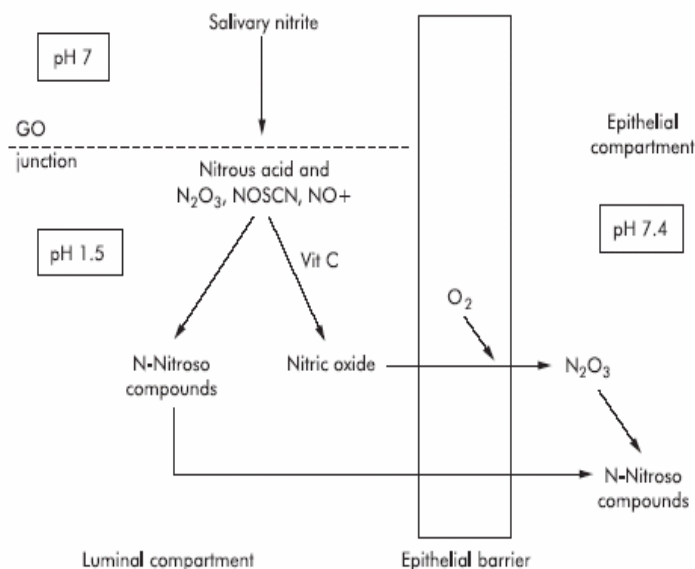 Salivary nitrite
pH 7
GO
junction
Epithelial
compartment
Nitrous acid and
N₂O₃, NOSCN, NO+
pH 1.5
pH 7.4
Vit C
O₂
N-Nitroso
compounds
Nitric oxide
N₂O₃
N-Nitroso
compounds
Luminal compartment
Epithelial barrier